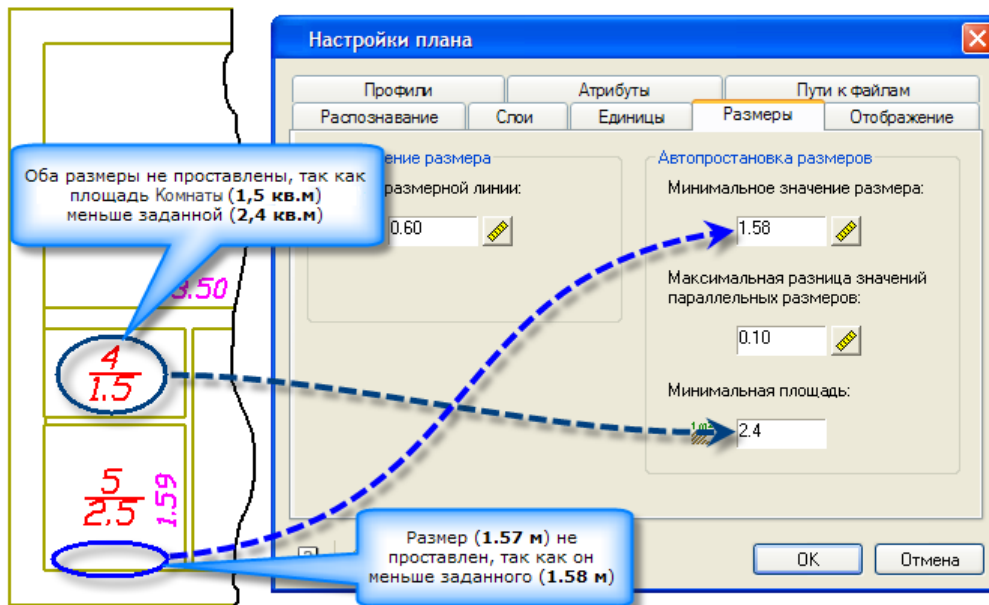 Настройки плана
Профили
Атрибуты
Пути к файлам
Распознавание
Слои
Единицы
Размеры
Отображение
Оба размеры не проставлены, так как
площадь Комнаты (1,5 кв.м)
меньше заданной (2,4 кв.м)
ение размера
размерной линии:
0.60
Автопростановка размеров
Минимальное значение размера:
1.58
Максимальная разница значений
параллельных размеров:
0.10
Минимальная площадь:
2.4
3.50
4
1.5
5
2.5
1.59
Размер (1.57 м) не
проставлен, так как он
меньше заданного (1.58 м)
OK
Отмена